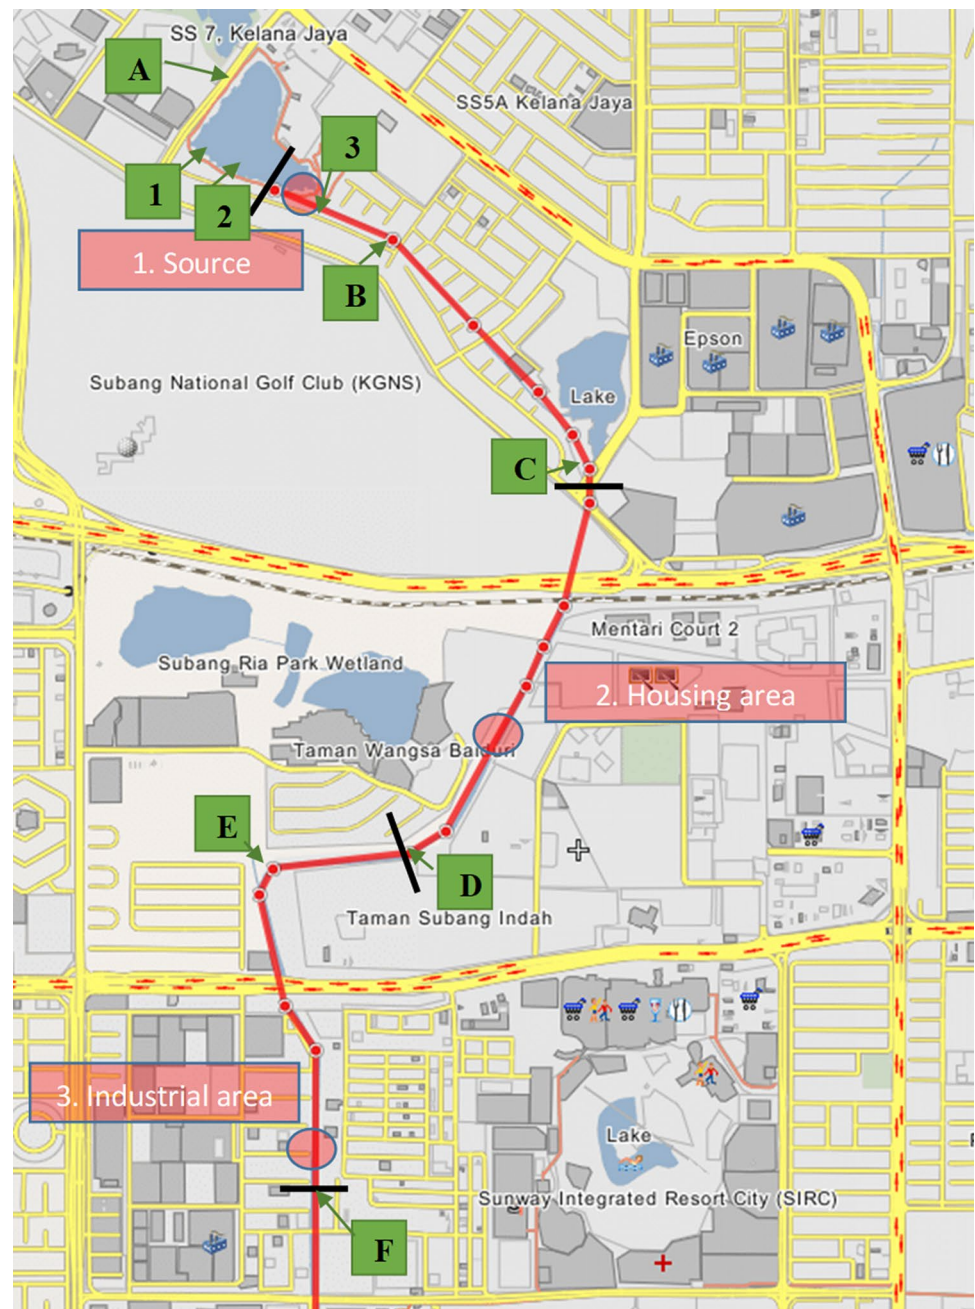 SS 7, Kelana Jaya
A
SS5A Kelana Jaya
3
1
2
1. Source
B
Epson
Subang National Golf Club (KGNS)
Lake
C
Mentari Court 2
Subang Ria Park Wetland
2. Housing area
Taman Wangsa Baiduri
E
D
Taman Subang Indah
3. Industrial area
Lake
Sunway Integrated Resort City (SIRC)
F